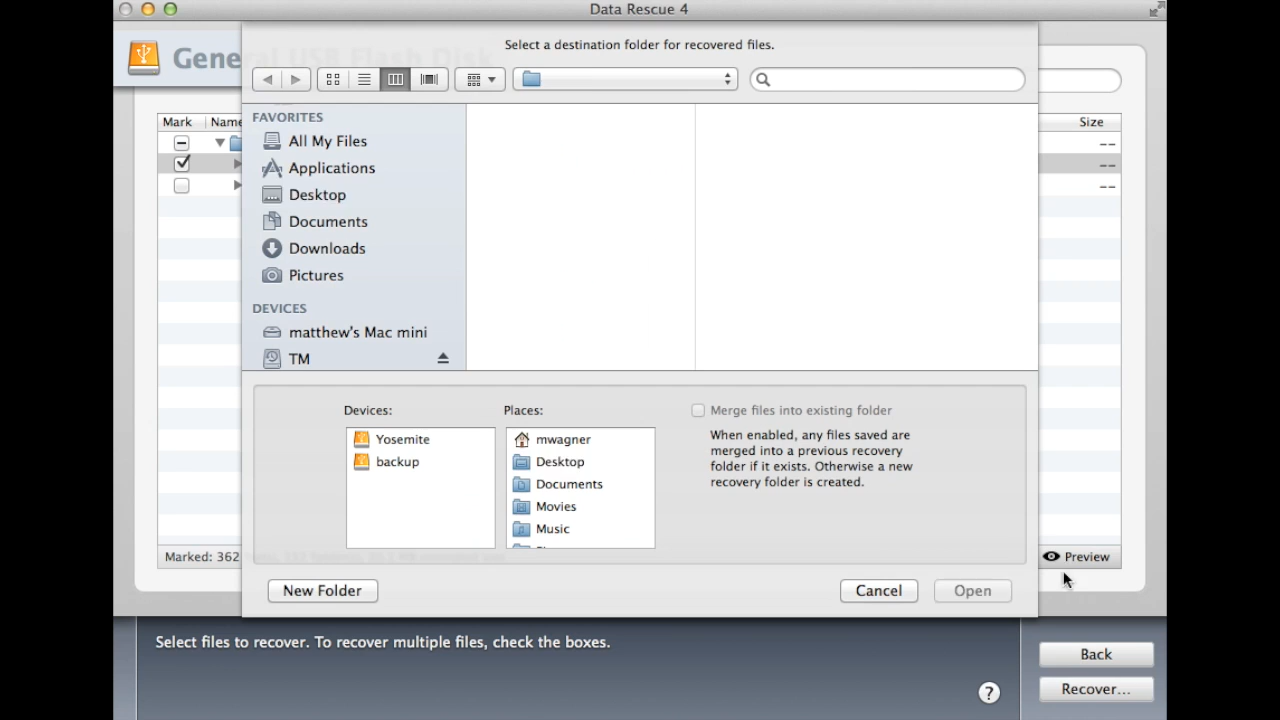 Data Rescue 4
General USB Flash Disk
Select a destination folder for recovered files.
Mark
Name
Size
--
--
--
FAVORITES
All My Files
Applications
Desktop
Documents
Downloads
Pictures
DEVICES
matthew's Mac mini
TM
Devices:
Yosemite
backup
Places:
mwagner
Desktop
Documents
Movies
Music
Merge files into existing folder
When enabled, any files saved are
merged into a previous recovery
folder if it exists. Otherwise a new
recovery folder is created.
Marked: 362
Preview
New Folder
Cancel
Open
Select files to recover. To recover multiple files, check the boxes.
?
Back
Recover...